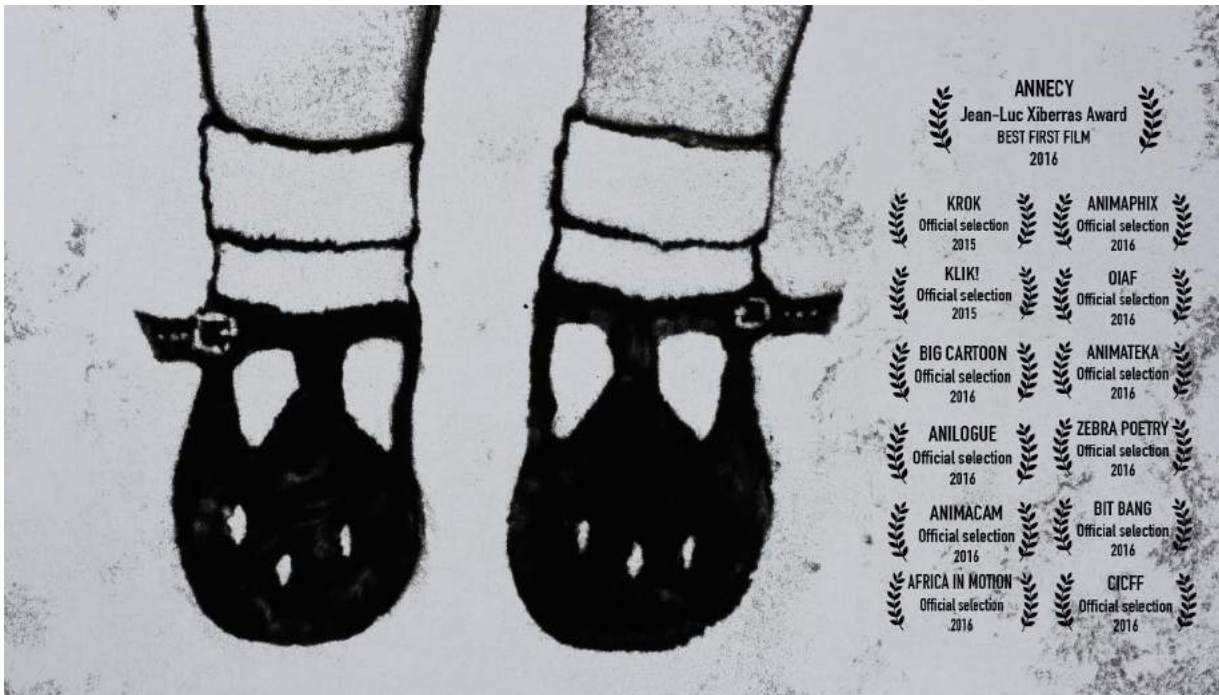 ANNECY
Jean-Luc Xiberras Award
BEST FIRST FILM
2016
KROK
Official selection
2015
ANIMAPHIX
Official selection
2016
KLIK!
Official selection
2015
OIAF
Official selection
2016
BIG CARTOON
Official selection
2016
ANIMATEKA
Official selection
2016
ANILOGUE
Official selection
2016
ZEBRA POETRY
Official selection
2016
ANIMACAM
Official selection
2016
BIT BANG
Official selection
2016
AFRICA IN MOTION
Official selection
2016
CICFF
Official selection
2016